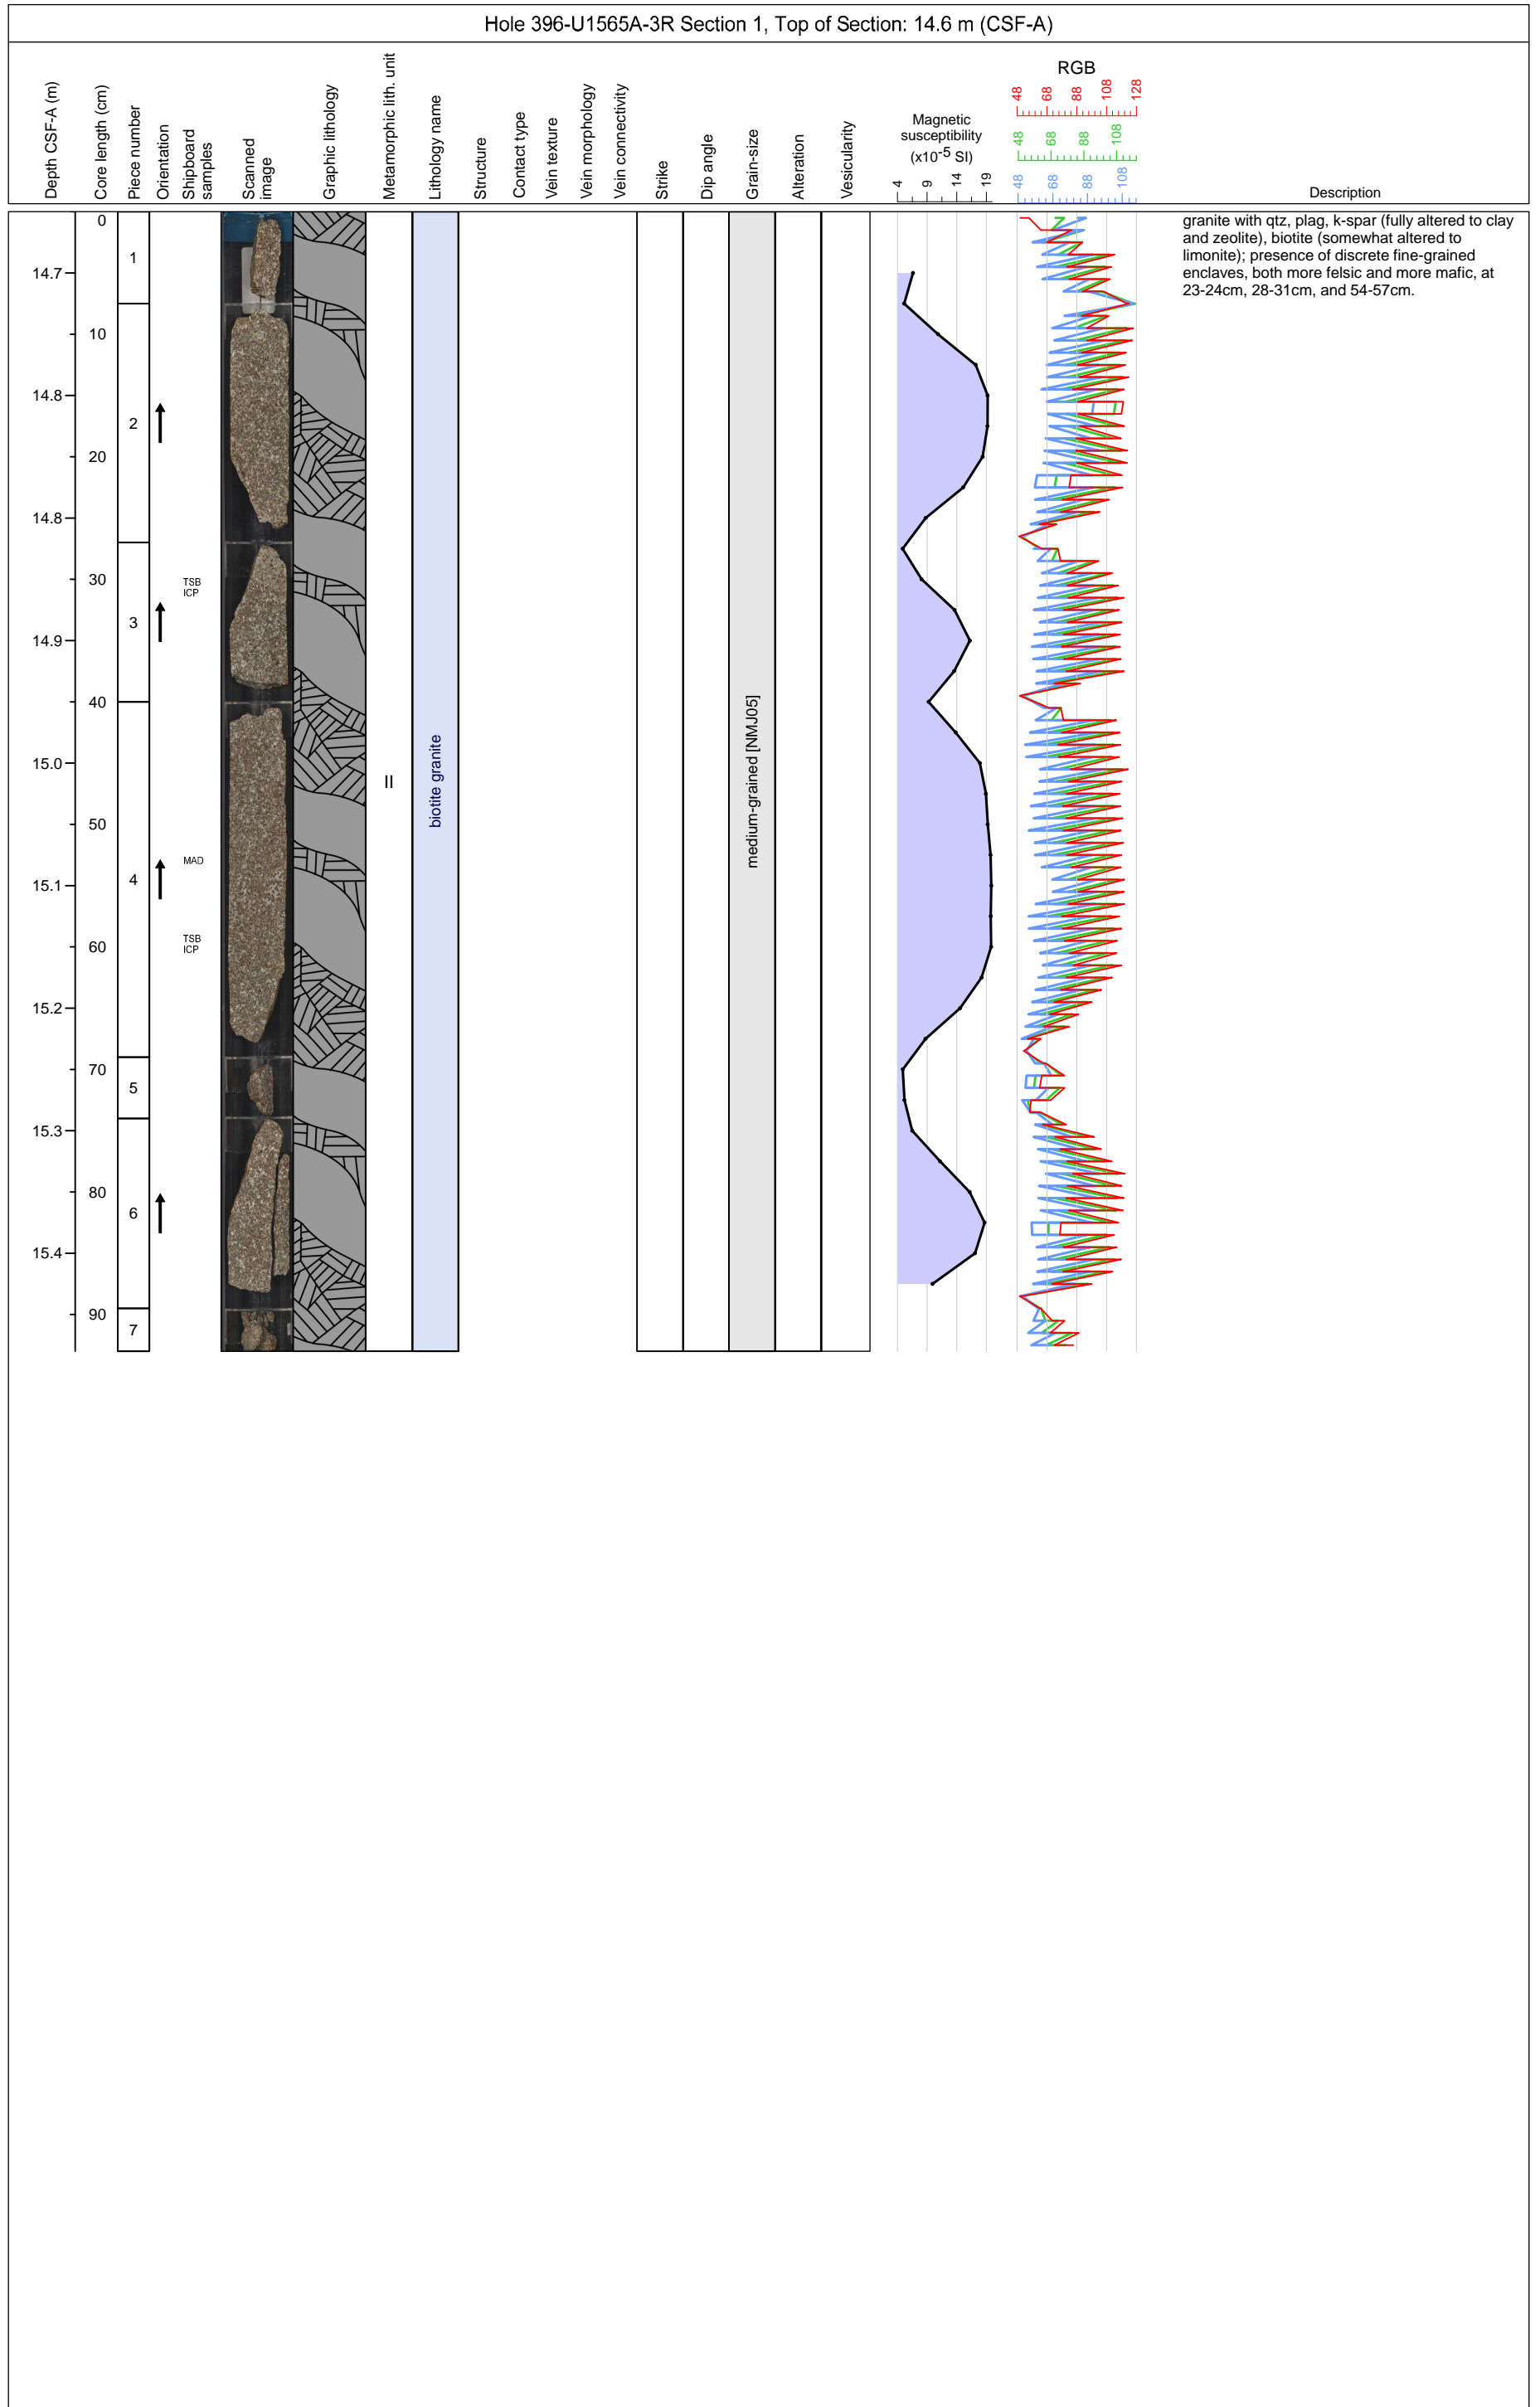 Hole 396-U1565A-3R Section 1, Top of Section: 14.6 m (CSF-A)
Depth CSF-A (m)
Core length (cm)
Piece number
Orientation
Shipboard
samples
Scanned
image
Graphic lithology
Metamorphic lith. unit
Lithology name
Structure
Contact type
Vein texture
Vein morphology
Vein connectivity
Strike
Dip angle
Grain-size
Alteration
Vesicularity
Magnetic
susceptibility
(x10-5 SI)
4 9 14 19
RGB
48 68 88 108 128
48 68 88 108
48 68 88 108
Description
14.7
14.8
14.8
14.9
15.0
15.1
15.2
15.3
15.4
0
10
20
30
40
50
60
70
80
90
1
2
3
4
5
6
7
TSB
ICP
MAD
TSB
ICP
II
biotite granite
medium-grained [NMJ05]
granite with qtz, plag, k-spar (fully altered to clay
and zeolite), biotite (somewhat altered to
limonite); presence of discrete fine-grained
enclaves, both more felsic and more mafic, at
23-24cm, 28-31cm, and 54-57cm.